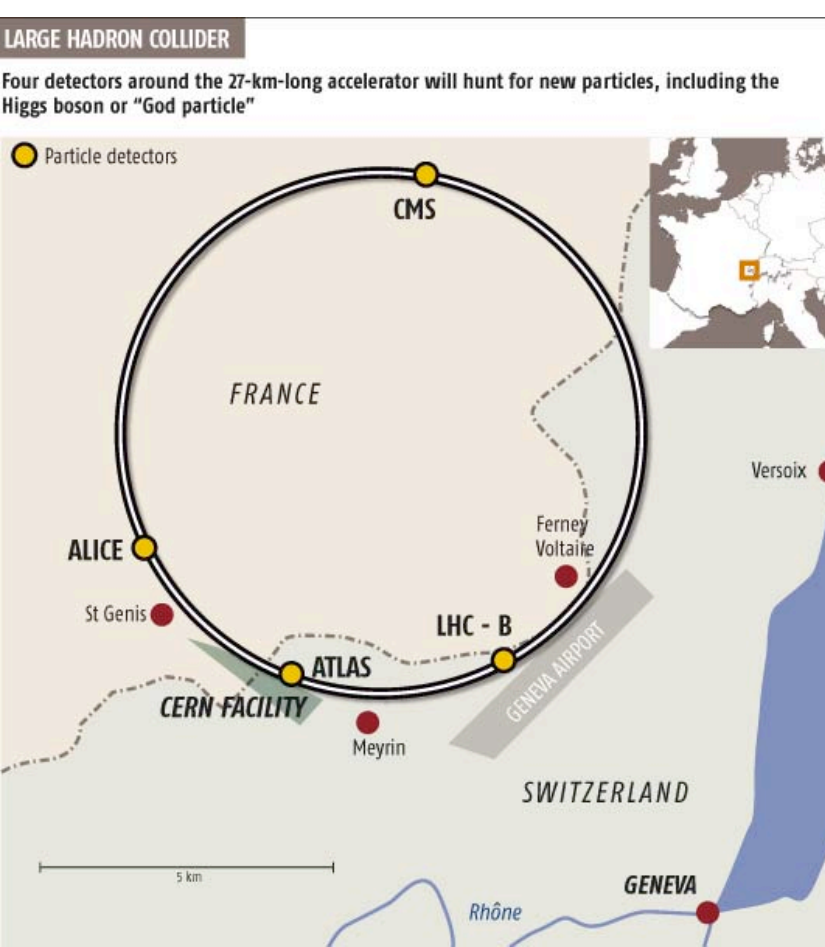 LARGE HADRON COLLIDER
Four detectors around the 27-km-long accelerator will hunt for new particles, including the
Higgs boson or “God particle”
Particle detectors
CMS
FRANCE
Versoix
Ferney
Voltaire
ALICE
St Genis
LHC - B
ATLAS
GENEVA AIRPORT
CERN FACILITY
Meyrin
SWITZERLAND
5 km
GENEVA
Rhône